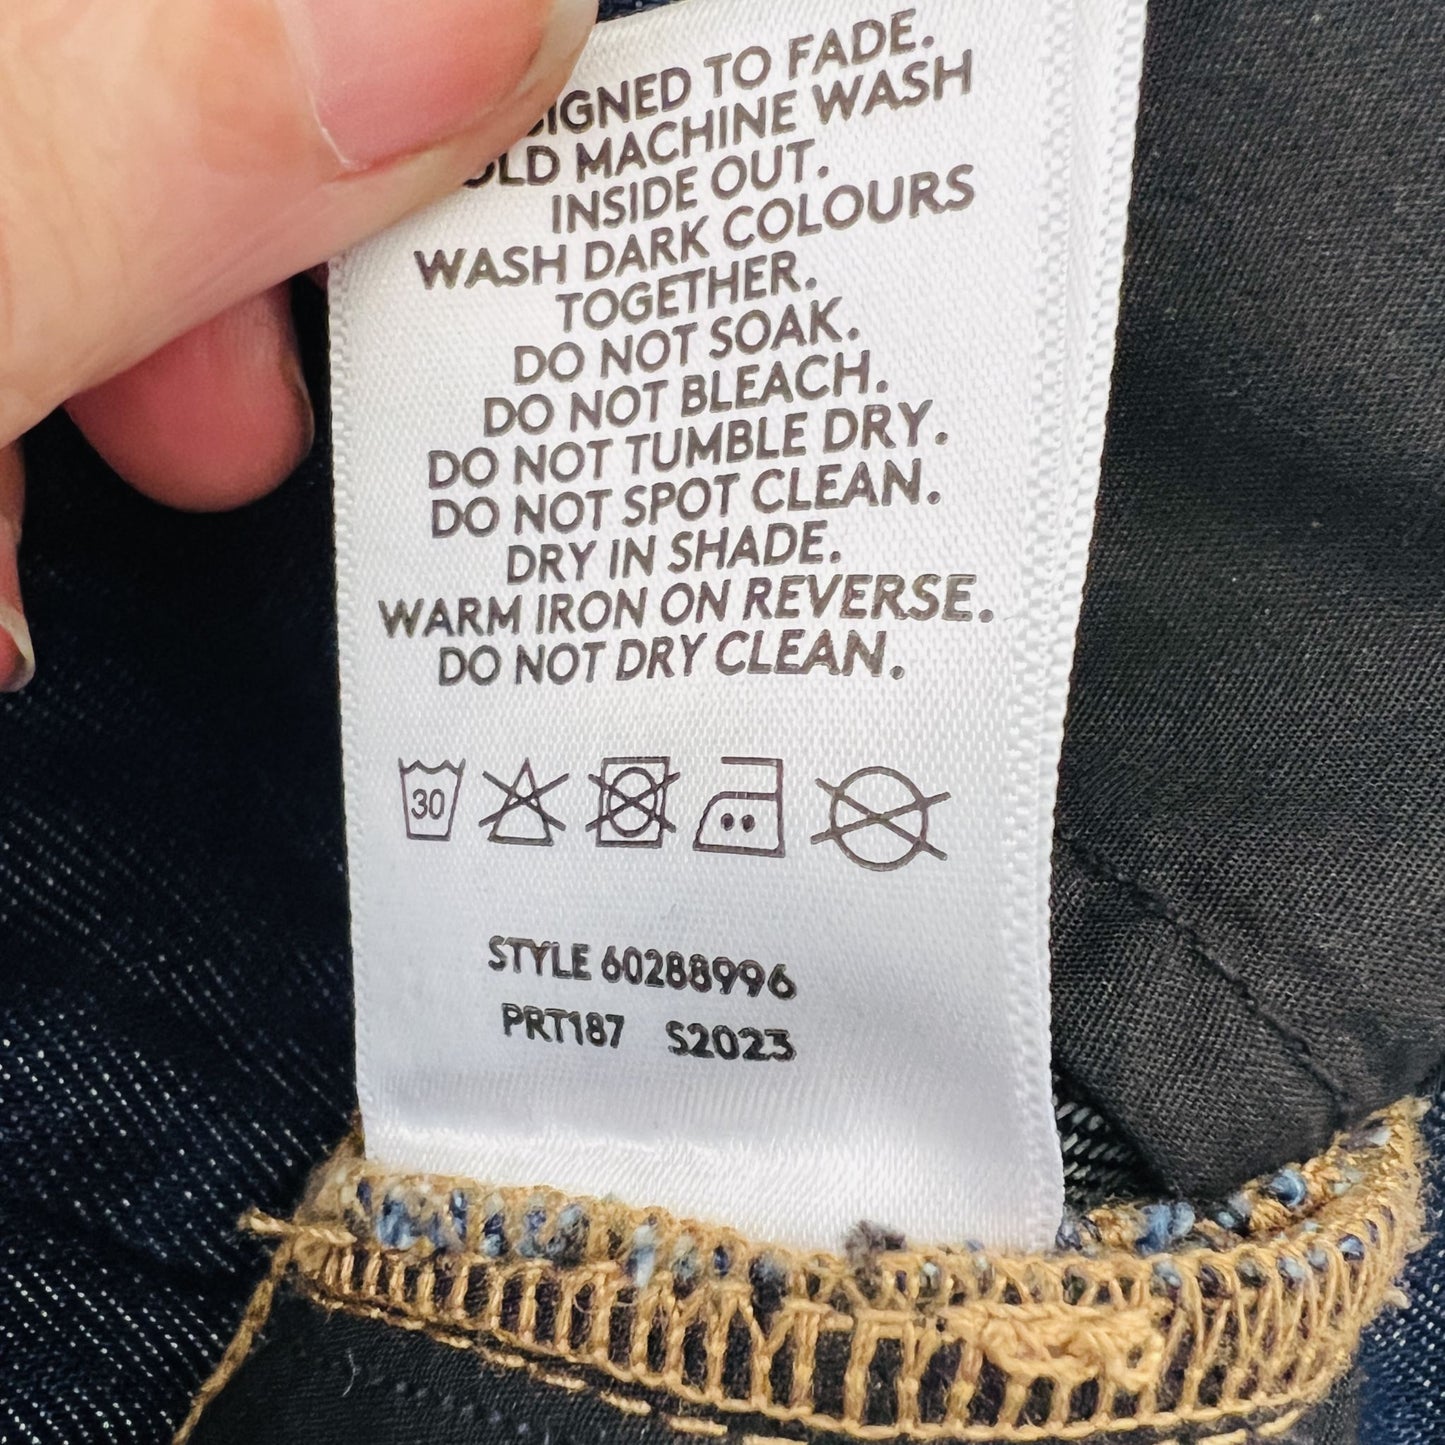 TO FADE.
MACHINE WASH
INSIDE OUT.
WASH DARK COLOURS
TOGETHER.
DO NOT SOAK.
DO NOT BLEACH.
DO NOT TUMBLE DRY.
DO NOT SPOT CLEAN.
DRY IN SHADE.
WARM IRON ON REVERSE.
DO NOT DRY CLEAN.
30
STYLE 60288996
PRT187 S2023